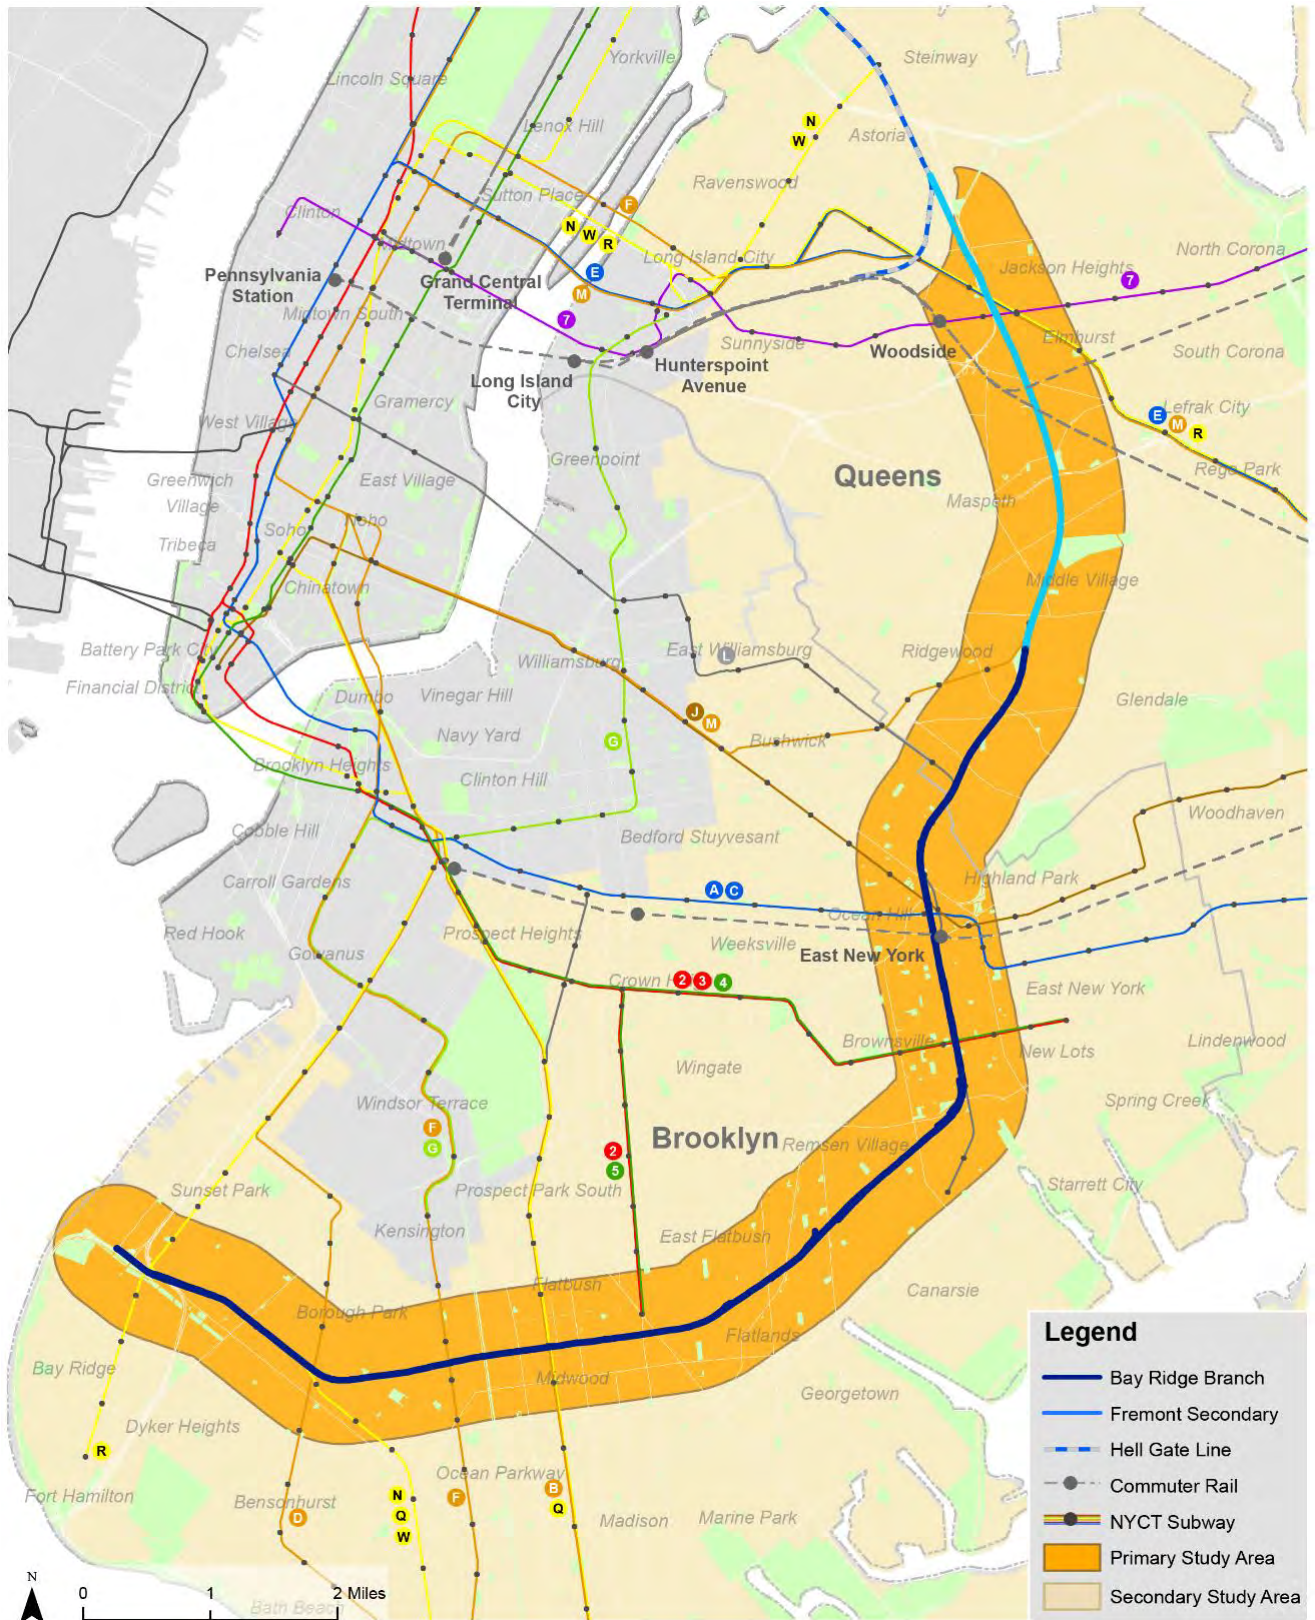 Steinway
Yorkville
Lincoln Square
N
W
Astoria
Lenox Hill
Ravenswood
Sutton Place
F
Clinton
N
W
R
Midtown
Long Island City
North Corona
Jackson Heights
7
Pennsylvania
Station
Grand Central
Terminal
E
M
Midtown South
7
Elmhurst
Sunnyside
Woodside
South Corona
Chelsea
Hunterspoint
Avenue
Long Island
City
Gramercy
West Village
E
M
R
Lefrak City
Greenpoint
Rego Park
Queens
Greenwich
Village
East Village
Maspeth
Noho
Soho
Tribeca
Chinatown
Middle Village
Battery Park City
Williamsburg
East Williamsburg
L
Ridgewood
Financial District
Dumbo
Vinegar Hill
Glendale
J
M
Navy Yard
G
Bushwick
Brooklyn Heights
Clinton Hill
Woodhaven
Cobble Hill
Bedford Stuyvesant
Carroll Gardens
Highland Park
A
C
Ocean Hill
Red Hook
Prospect Heights
Weeksville
Gowanus
East New York
Crown H
2
3
4
East New York
Brownsville
New Lots
Lindenwood
Wingate
Windsor Terrace
Spring Creek
F
G
Brooklyn
Remsen Village
2
5
Sunset Park
Prospect Park South
Starrett City
Kensington
East Flatbush
Flatbush
Canarsie
Borough Park
Flatlands
Bay Ridge
Midwood
Georgetown
Dyker Heights
R
Ocean Parkway
Fort Hamilton
Bensonhurst
D
N
Q
W
F
B
Q
Madison
Marine Park
Bath Beach
N
0
1
2 Miles
Legend
Bay Ridge Branch
Fremont Secondary
Hell Gate Line
Commuter Rail
NYCT Subway
Primary Study Area
Secondary Study Area